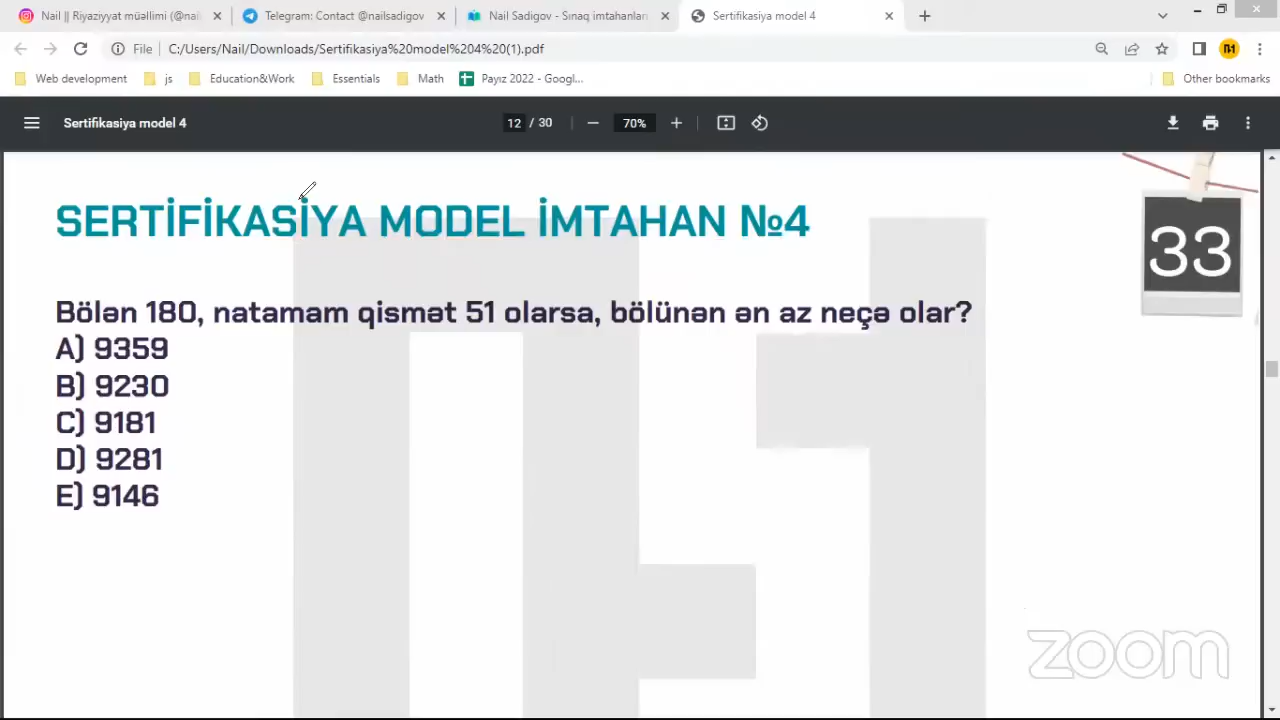 Nail || Riyaziyyat müəllimi (@nail
Telegram: Contact @nailsadigov
Nail Sadigov - Sınaq imtahanları
Sertifikasiya model 4
File
C:/Users/Nail/Downloads/Sertifikasiya%20model%204%20(1).pdf
Web development
js
Education&Work
Essentials
Math
Payız 2022 - Googl...
Other bookmarks
Sertifikasiya model 4
12 / 30
70%
SERTİFİKASİYA MODEL İMTAHAN №4
33
Bölən 180, natamam qismət 51 olarsa, bölünən ən az neçə olar?
A) 9359
B) 9230
C) 9181
D) 9281
E) 9146
zoom